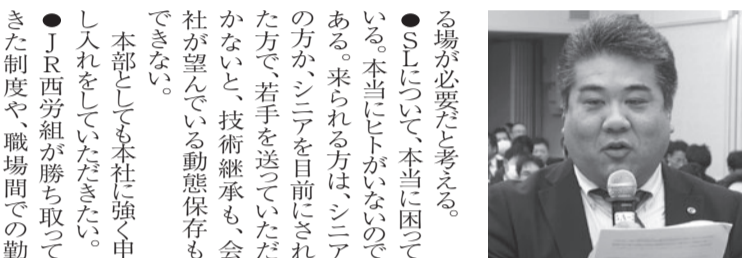 る場が必要だと考える。
●SLについて、本当に困って
いる。本当にヒトがいないので
ある。来られる方は、シニア
の方か、シニアを目前にされ
た方で、若手を送っていただ
かないと、技術継承も、会
社が望んでいる動態保存も
できない。
本部としても本社に強く申
し入れをしていただきたい。
●JR西労組が勝ち取って
きた制度や、職場間での勤